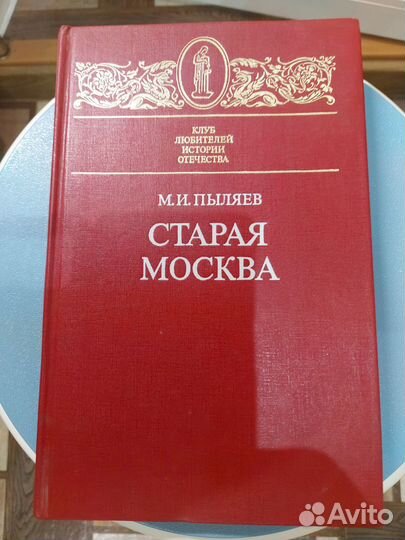 КЛУБ
ЛЮБИТЕЛЕЙ
ИСТОРИИ
ОТЕЧЕСТВА
М.И.ПЫЛЯЕВ
СТАРАЯ
МОСКВА
Avito